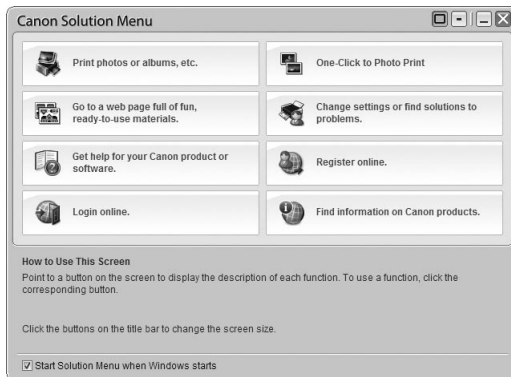 Canon Solution Menu
Print photos or albums, etc.
One-Click to Photo Print
Go to a web page full of fun,
ready-to-use materials.
Change settings or find solutions to
problems.
Get help for your Canon product or
software.
Register online.
Login online.
Find information on Canon products.
How to Use This Screen
Point to a button on the screen to display the description of each function. To use a function, click the
corresponding button.
Click the buttons on the title bar to change the screen size.
Start Solution Menu when Windows starts